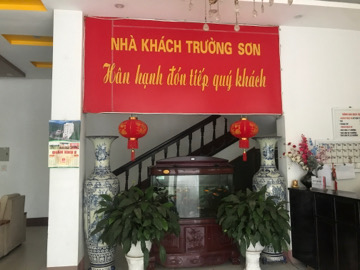 NHÀ KHÁCH TRƯỜNG SƠN
Hân hạnh đón tiếp quý khách